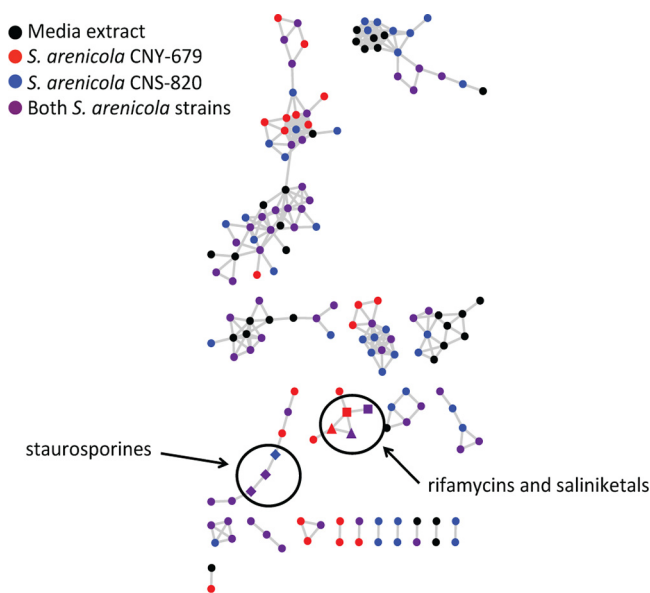 Media extract
S. arenicola CNY-679
S. arenicola CNS-820
Both S. arenicola strains
staurosporines
rifamycins and saliniketals